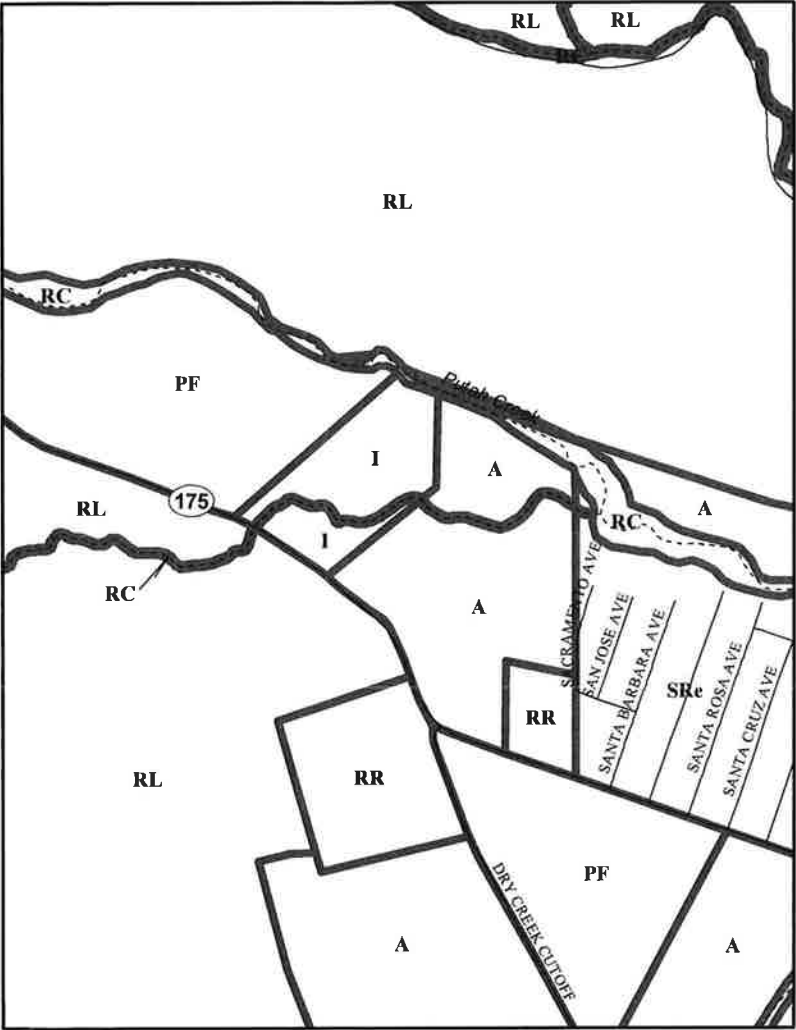 RL
RL
RL
RC
PF
Putah Creek
I
A
175
RL
A
RC
I
RC
A
SACRAMENTO AVE
SAN JOSE AVE
SANTA BARBARA AVE
SRe
SANTA ROSA AVE
SANTA CRUZ AVE
RR
RL
RR
PF
DRY CREEK CUTOFF
A
A